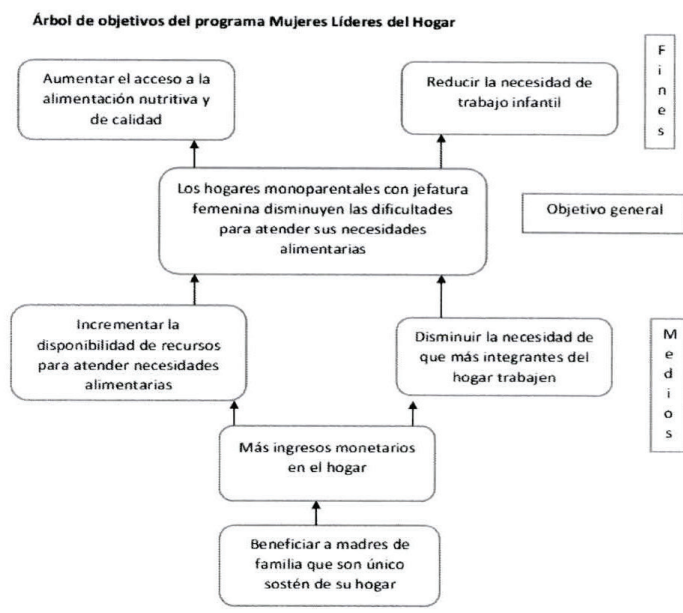 Árbol de objetivos del programa Mujeres Líderes del Hogar
Aumentar el acceso a la
alimentación nutritiva y
de calidad
Reducir la necesidad de
trabajo infantil
Fines
Los hogares monoparentales con jefatura
femenina disminuyen las dificultades
para atender sus necesidades
alimentarias
Objetivo general
Incrementar la
disponibilidad de recursos
para atender necesidades
alimentarias
Disminuir la necesidad de
que más integrantes del
hogar trabajen
Medios
Más ingresos monetarios
en el hogar
Beneficiar a madres de
familia que son único
sostén de su hogar